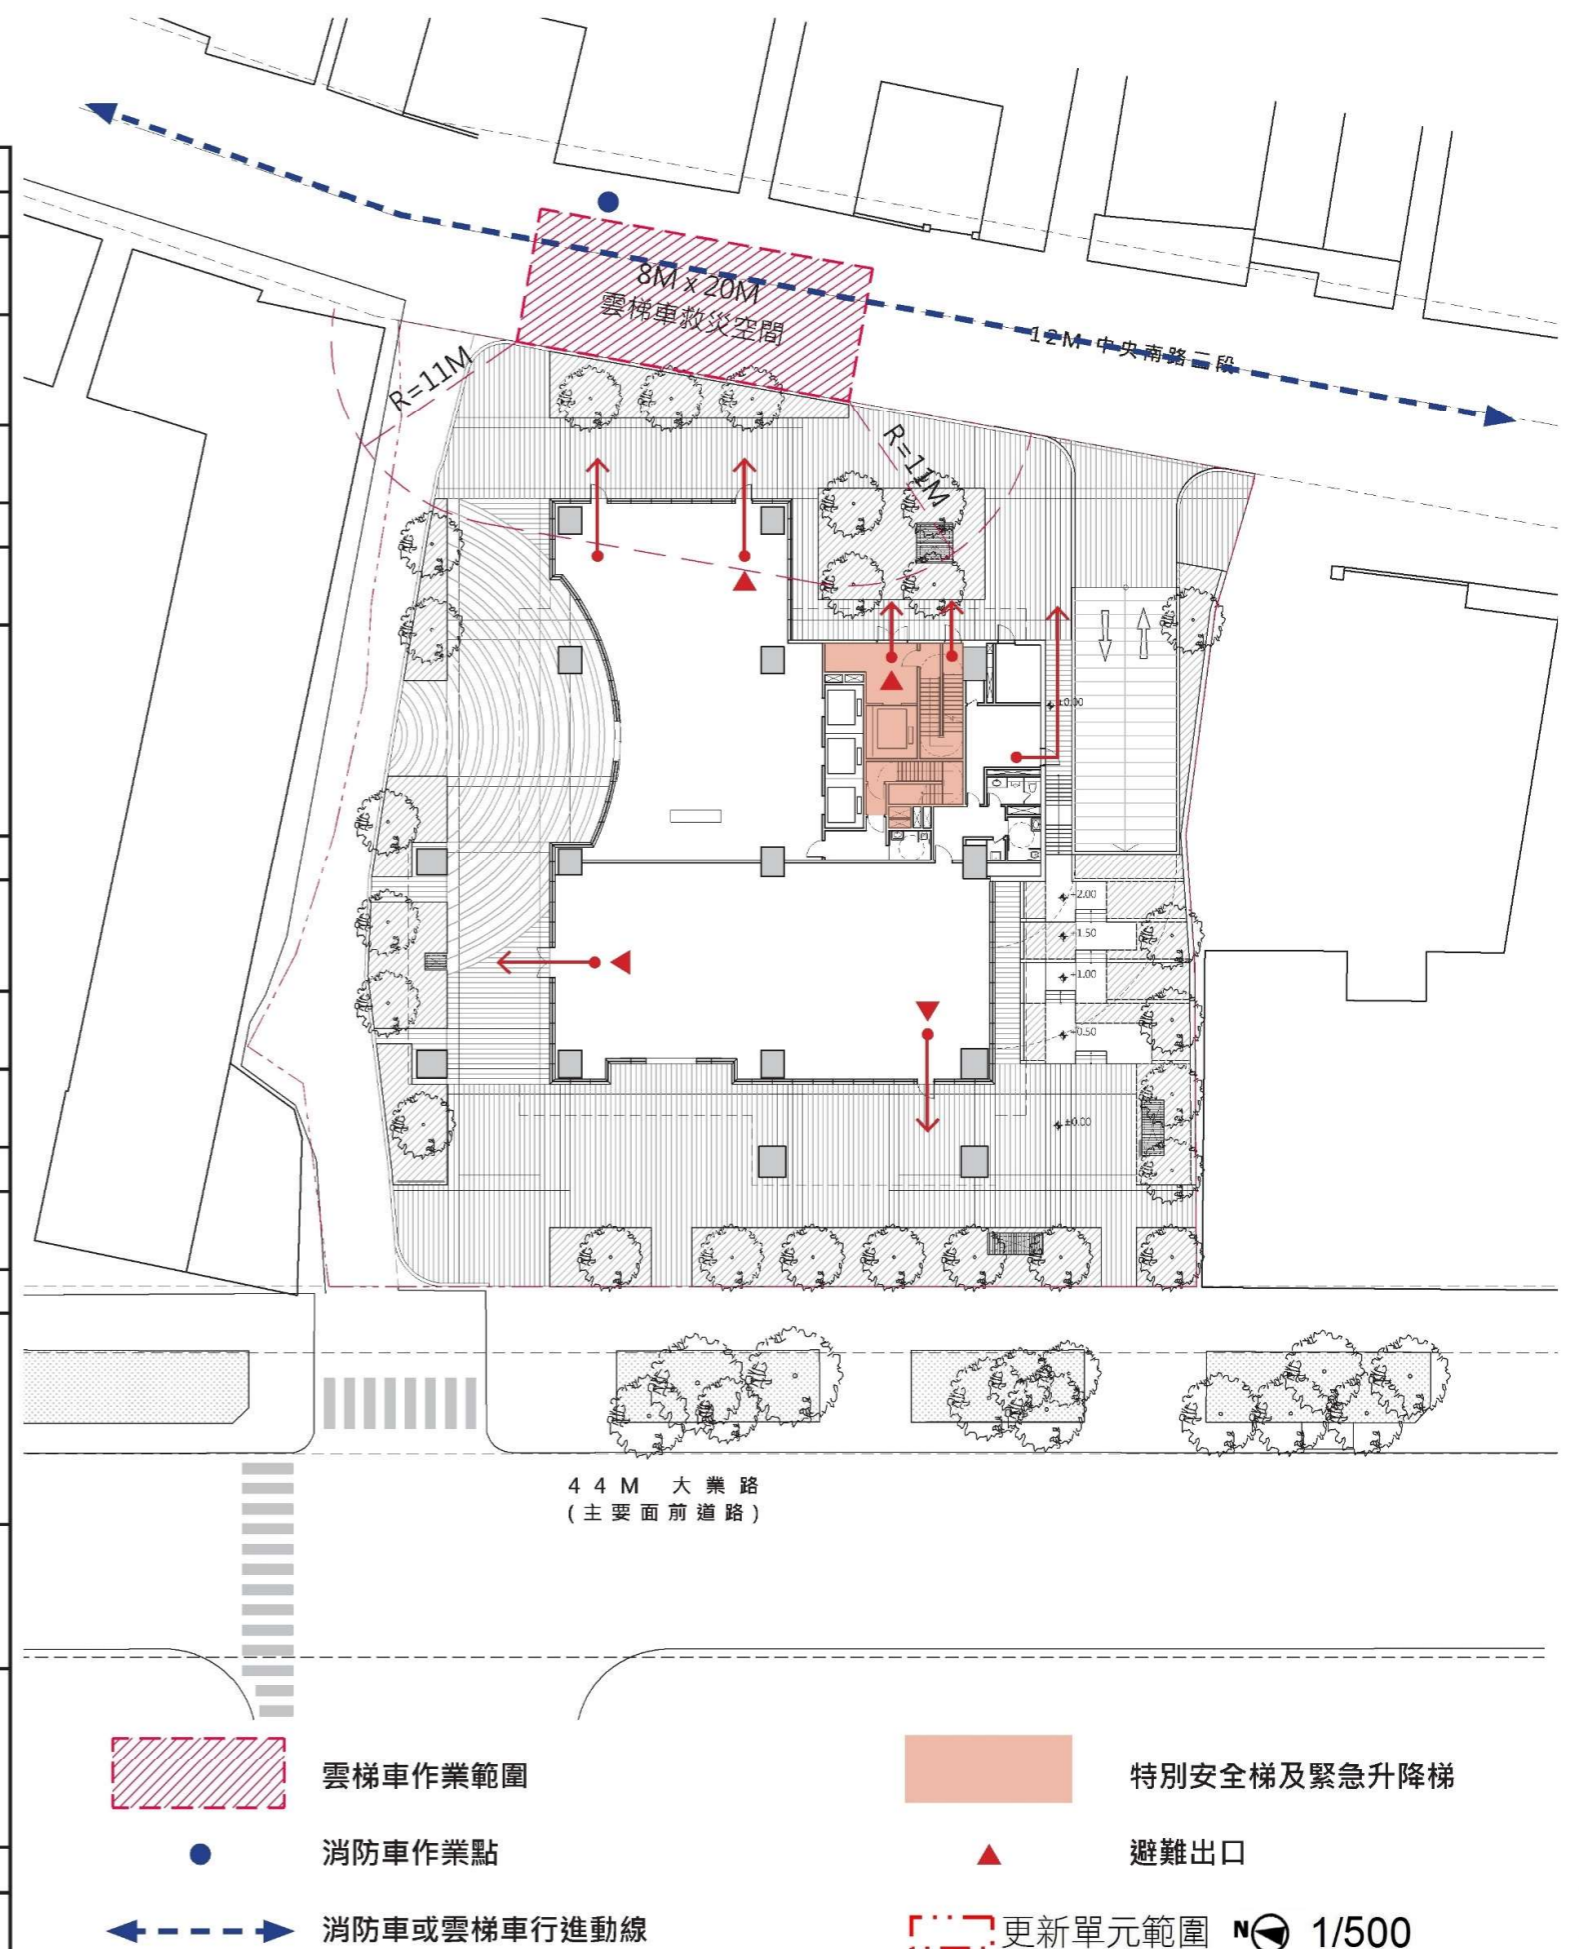 8M x 20M
雲梯車救災空間
12M 中央南路二段
R=11M
R=11M
±0.00
+2.00
+1.50
+1.00
+0.50
±0.00
44M 大業路
(主要面前道路)
雲梯車作業範圍
特別安全梯及緊急升降梯
消防車作業點
避難出口
消防車或雲梯車行進動線
更新單元範圍 N 1/500